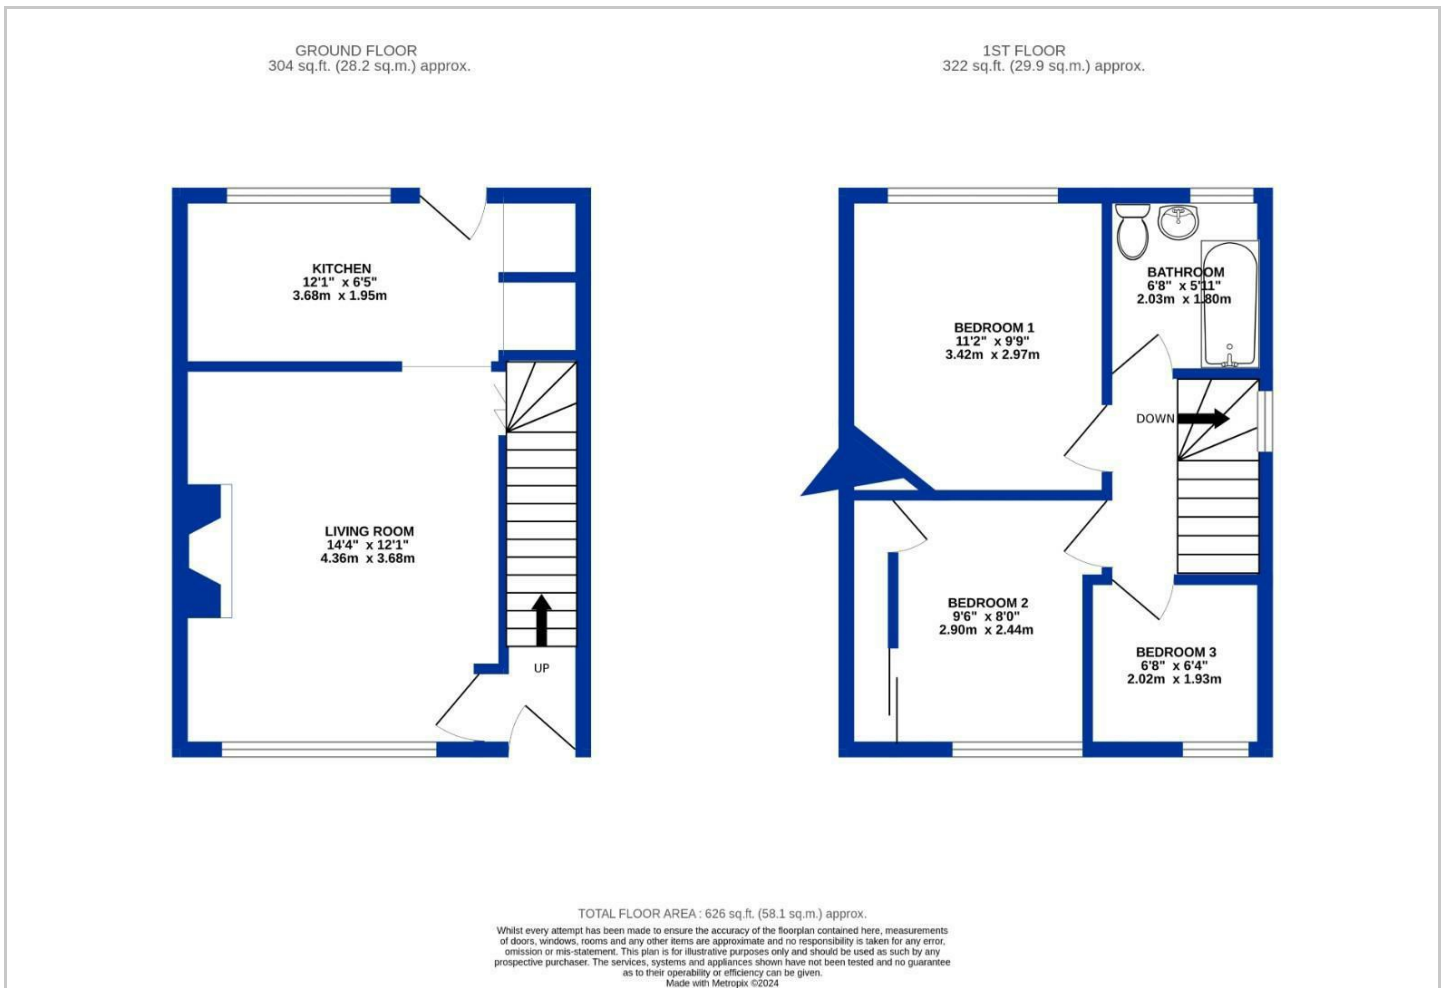 GROUND FLOOR
304 sq.ft. (28.2 sq.m.) approx.
1ST FLOOR
322 sq.ft. (29.9 sq.m.) approx.
KITCHEN
12'1" x 6'5"
3.68m x 1.95m
LIVING ROOM
14'4" x 12'1"
4.36m x 3.68m
UP
BEDROOM 1
11'2" x 9'9"
3.42m x 2.97m
BATHROOM
6'8" x 5'11"
2.03m x 1.80m
DOWN
BEDROOM 2
9'6" x 8'0"
2.90m x 2.44m
BEDROOM 3
6'8" x 6'4"
2.02m x 1.93m
TOTAL FLOOR AREA : 626 sq.ft. (58.1 sq.m.) approx.
Whilst every attempt has been made to ensure the accuracy of the floorplan contained here, measurements
of doors, windows, rooms and any other items are approximate and no responsibility is taken for any error,
omission or mis-statement. This plan is for illustrative purposes only and should be used as such by any
prospective purchaser. The services, systems and appliances shown have not been tested and no guarantee
as to their operability or efficiency can be given.
Made with Metropix ©2024